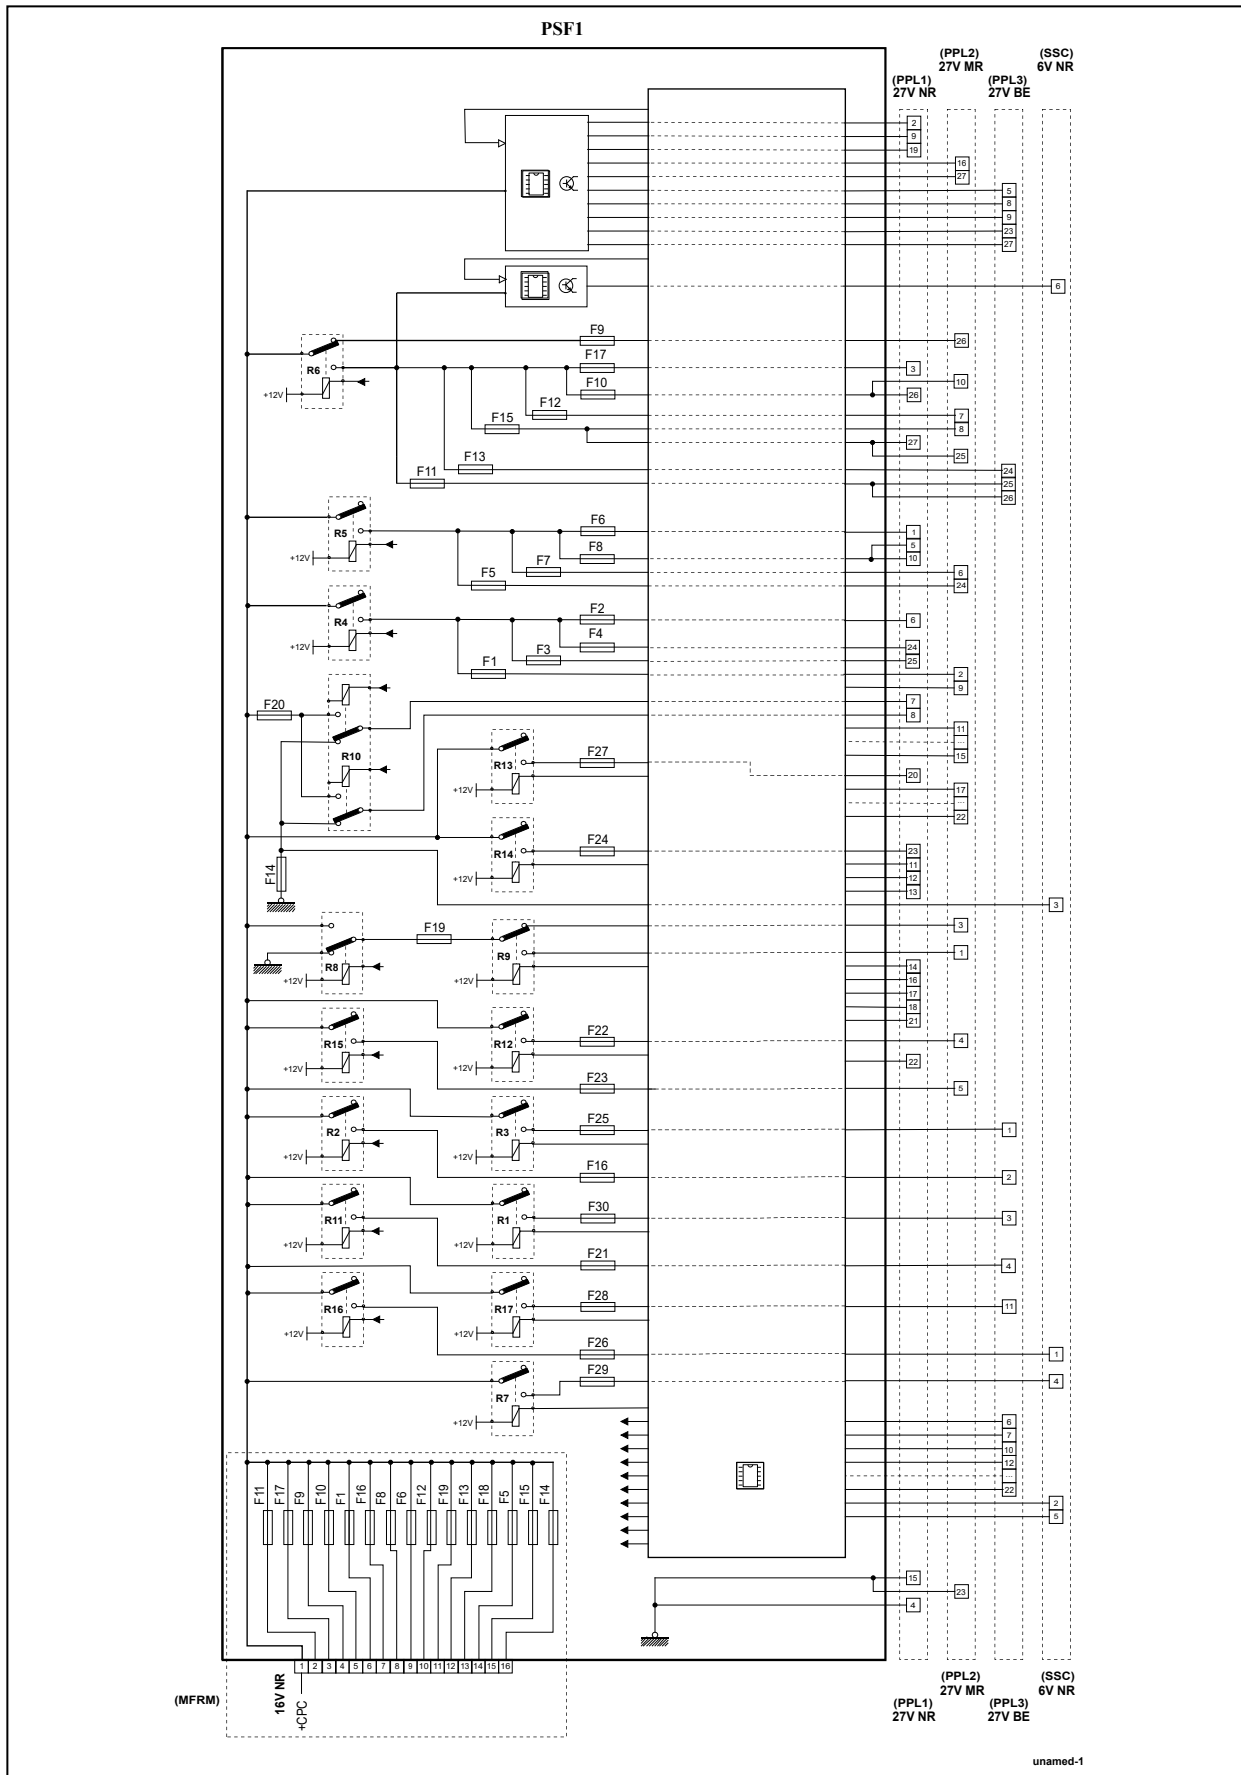 PSF1
(PPL2)
27V MR
(SSC)
6V NR
(PPL1)
27V NR
(PPL3)
27V BE
2
9
19
16
27
5
8
9
23
27
6
F9
26
F17
3
R6
F10
10
+12V
26
F12
7
F15
8
27
25
F13
24
F11
25
26
F6
1
R5
5
F8
10
+12V
F7
6
F5
24
F2
6
R4
F4
24
+12V
F3
25
F1
2
9
F20
7
8
11
...
R10
F27
15
R13
20
+12V
17
...
22
F24
23
R14
11
+12V
12
F14
13
3
F19
3
R9
1
R8
14
+12V
+12V
16
17
18
21
F22
R15
R12
4
22
+12V
+12V
F23
5
F25
R2
R3
1
+12V
+12V
F16
2
F30
R11
R1
3
+12V
+12V
F21
4
F28
R16
R17
11
+12V
+12V
F26
1
F29
R7
4
+12V
6
7
10
12
...
22
2
5
F11
F17
F9
F10
F1
F16
F8
F6
F12
F19
F13
F18
F5
F15
F14
15
23
4
1 2 3 4 5 6 7 8 9 10 11 12 13 14 15 16
(MFRM)
16V NR
+CPC
(PPL2)
27V MR
(SSC)
6V NR
(PPL1)
27V NR
(PPL3)
27V BE
unamed-1